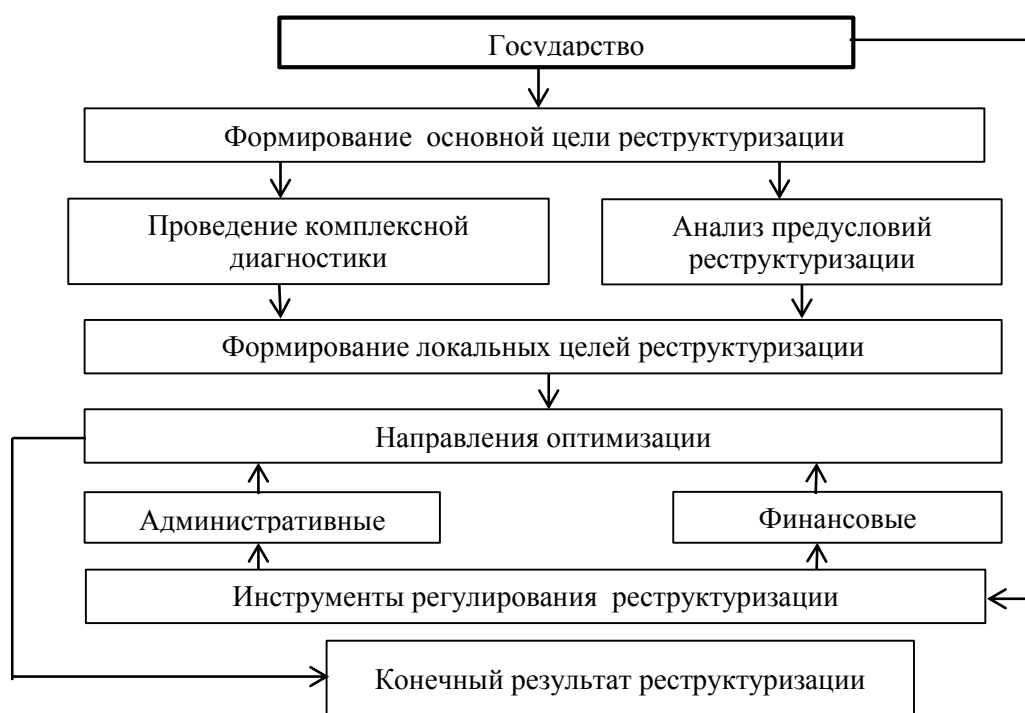 Государство
Формирование основной цели реструктуризации
Проведение комплексной
диагностики
Анализ предусловий
реструктуризации
Формирование локальных целей реструктуризации
Направления оптимизации
Административные
Финансовые
Инструменты регулирования реструктуризации
Конечный результат реструктуризации